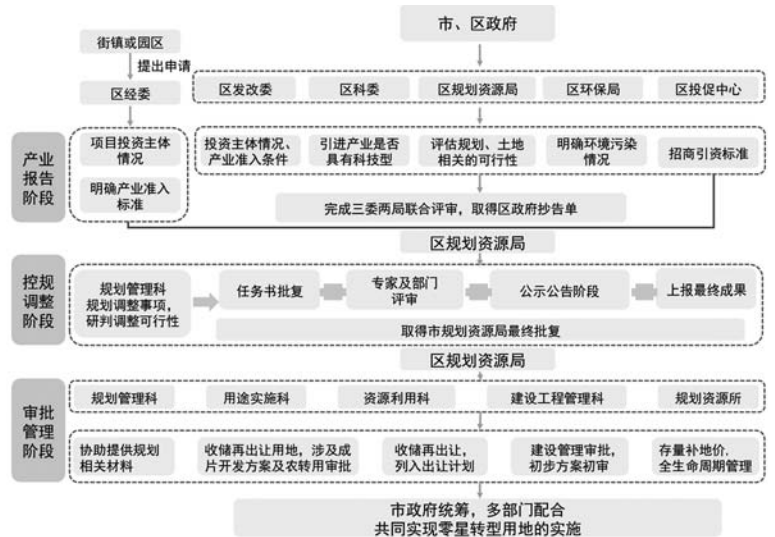 市、区政府
街镇或园区
提出申请
区经委
区发改委
区科委
区规划资源局
区环保局
区投促中心
产业
报告
阶段
项目投资主体
情况
明确产业准入
标准
投资主体情况、
产业准入条件
引进产业是否
具有科技型
评估规划、土地
相关的可行性
明确环境污染
情况
招商引资标准
完成三委两局联合评审，取得区政府抄告单
区规划资源局
控规
调整
阶段
规划管理科
规划调整事项，
研判调整可行性
任务书批复
专家及部门
评审
公示公告阶段
上报最终成果
取得市规划资源局最终批复
区规划资源局
审批
管理
阶段
规划管理科
用途实施科
资源利用科
建设工程管理科
规划资源所
协助提供规划
相关材料
收储再出让用地，涉及成
片开发方案及农转用审批
收储再出让，
列入出让计划
建设管理审批，
初步方案初审
存量补地价，
全生命周期管理
市政府统筹，多部门配合
共同实现零星转型用地的实施